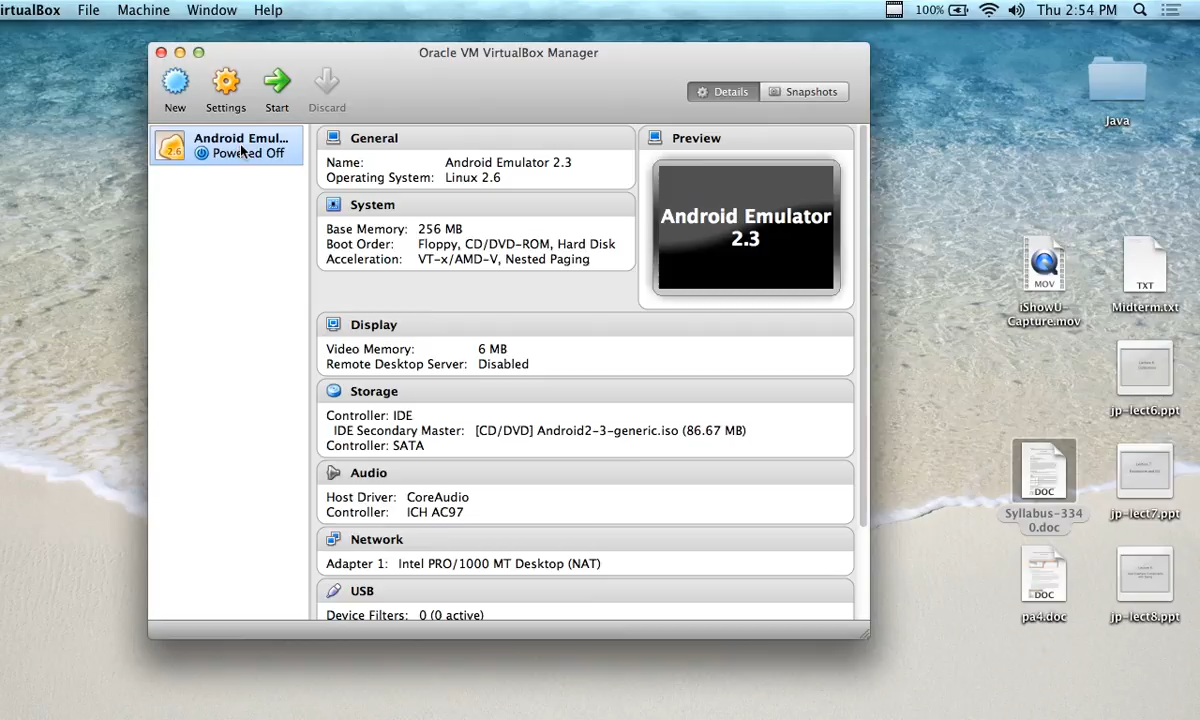 irtualBox File Machine Window Help 100% Thu 2:54 PM
Oracle VM VirtualBox Manager
New Settings Start Discard Details Snapshots
2.6 Android Emul...
Powered Off
General
Name: Android Emulator 2.3
Operating System: Linux 2.6
System
Base Memory: 256 MB
Boot Order: Floppy, CD/DVD-ROM, Hard Disk
Acceleration: VT-x/AMD-V, Nested Paging
Preview
Android Emulator
2.3
Display
Video Memory: 6 MB
Remote Desktop Server: Disabled
Storage
Controller: IDE
IDE Secondary Master: [CD/DVD] Android2-3-generic.iso (86.67 MB)
Controller: SATA
Audio
Host Driver: CoreAudio
Controller: ICH AC97
Network
Adapter 1: Intel PRO/1000 MT Desktop (NAT)
USB
Device Filters: 0 (0 active)
Java
MOV
iShowU-
Capture.mov
TXT
Midterm.txt
jp-lect6.ppt
DOC
Syllabus-334
0.doc
jp-lect7.ppt
DOC
pa4.doc
jp-lect8.ppt